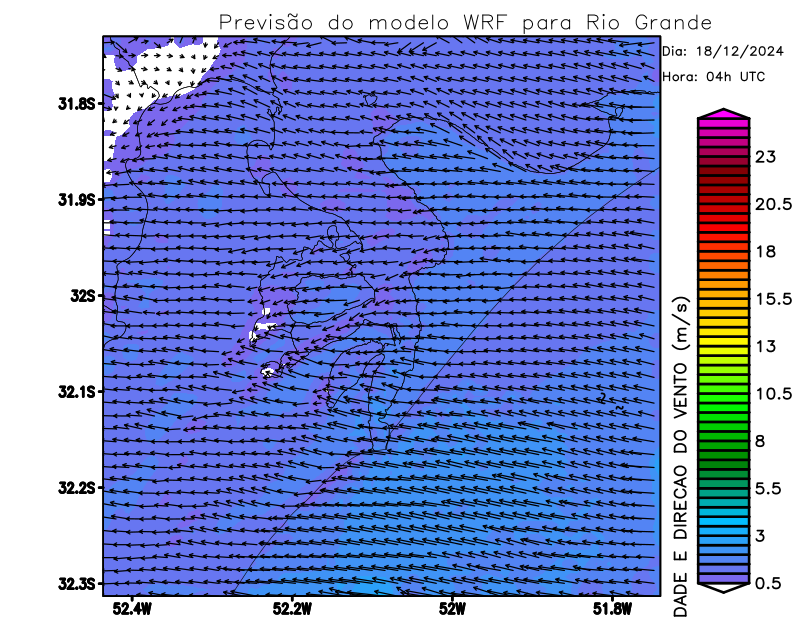 Previsão do modelo WRF para Rio Grande
Dia: 18/12/2024
Hora: 04h UTC
31.8S
31.9S
32S
32.1S
32.2S
32.3S
52.4W
52.2W
52W
51.8W
23
20.5
18
15.5
13
10.5
8
5.5
3
0.5
DADE E DIRECAO DO VENTO (m/s)